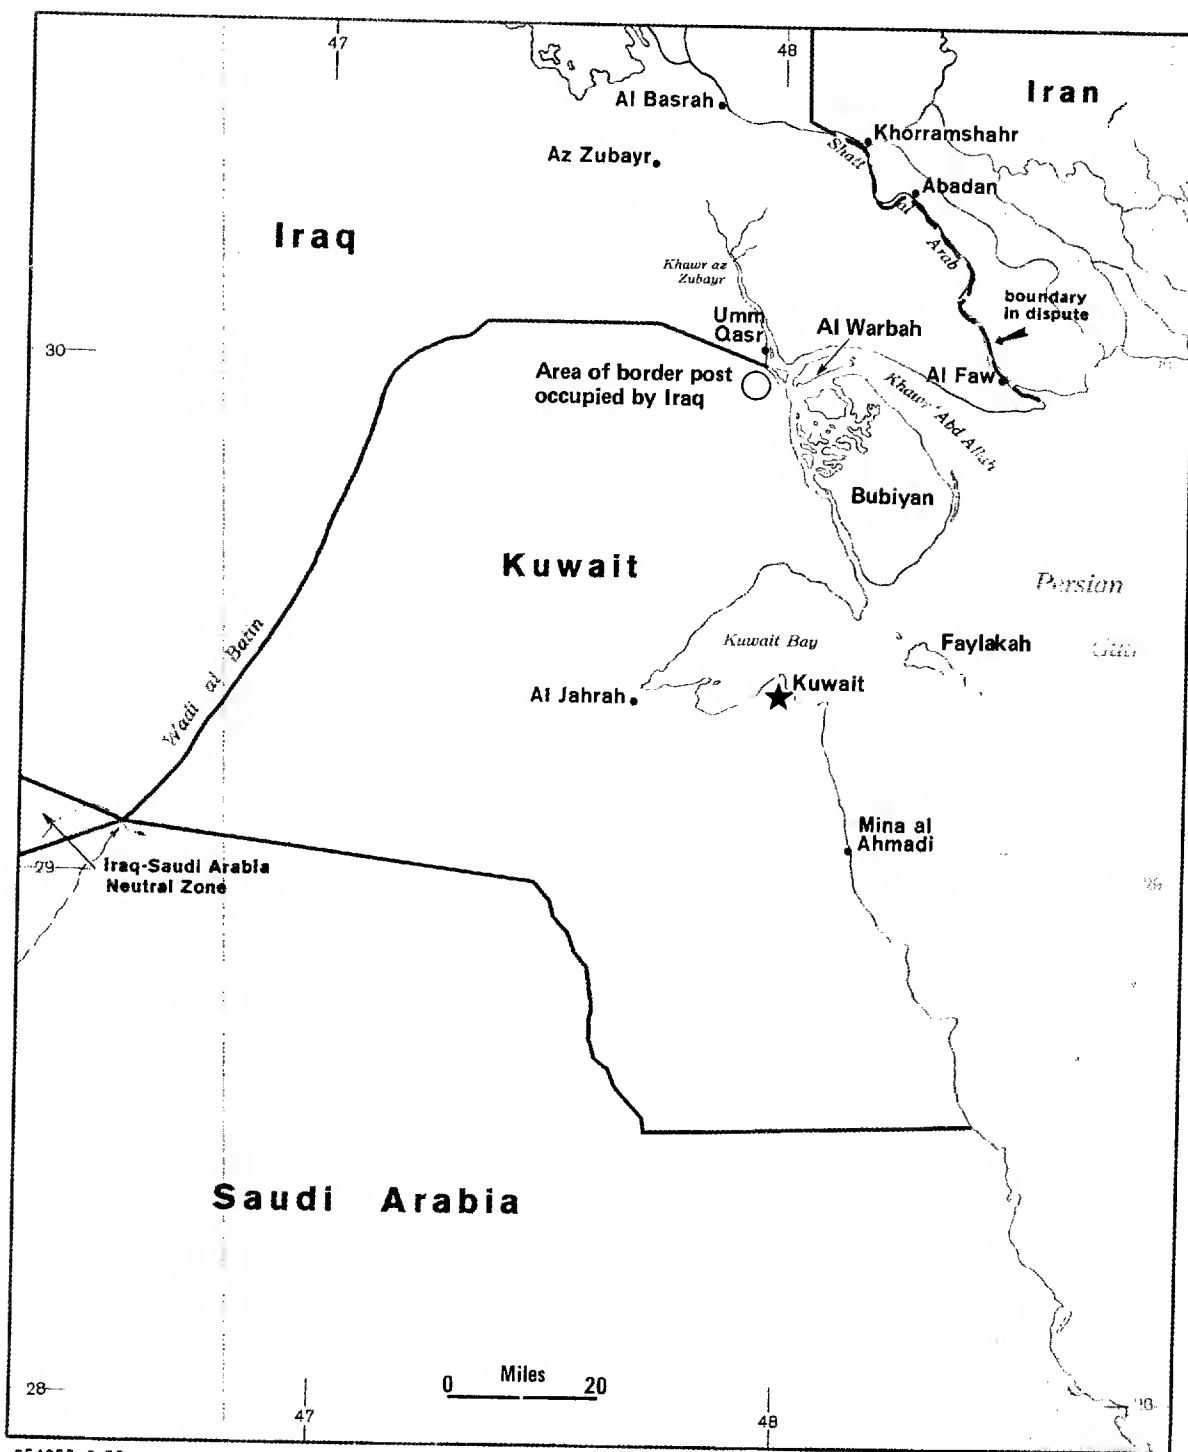 47
48
Iran
Al Basrah
Khorramshahr
Az Zubayr
Shatt
Abadan
al
Iraq
Arab
Khawr az
Zubayr
boundary
in dispute
Umm
Qasr
Al Warbah
30
Area of border post
occupied by Iraq
Al Faw
Khawr 'Abd Allah
Bubiyan
Kuwait
Persian
Wadi al Batin
Kuwait Bay
Faylakah
Al Jahrah
Kuwait
Mina al
Ahmadi
29
Iraq-Saudi Arabia
Neutral Zone
Saudi Arabia
Miles
0 20
28
47
48